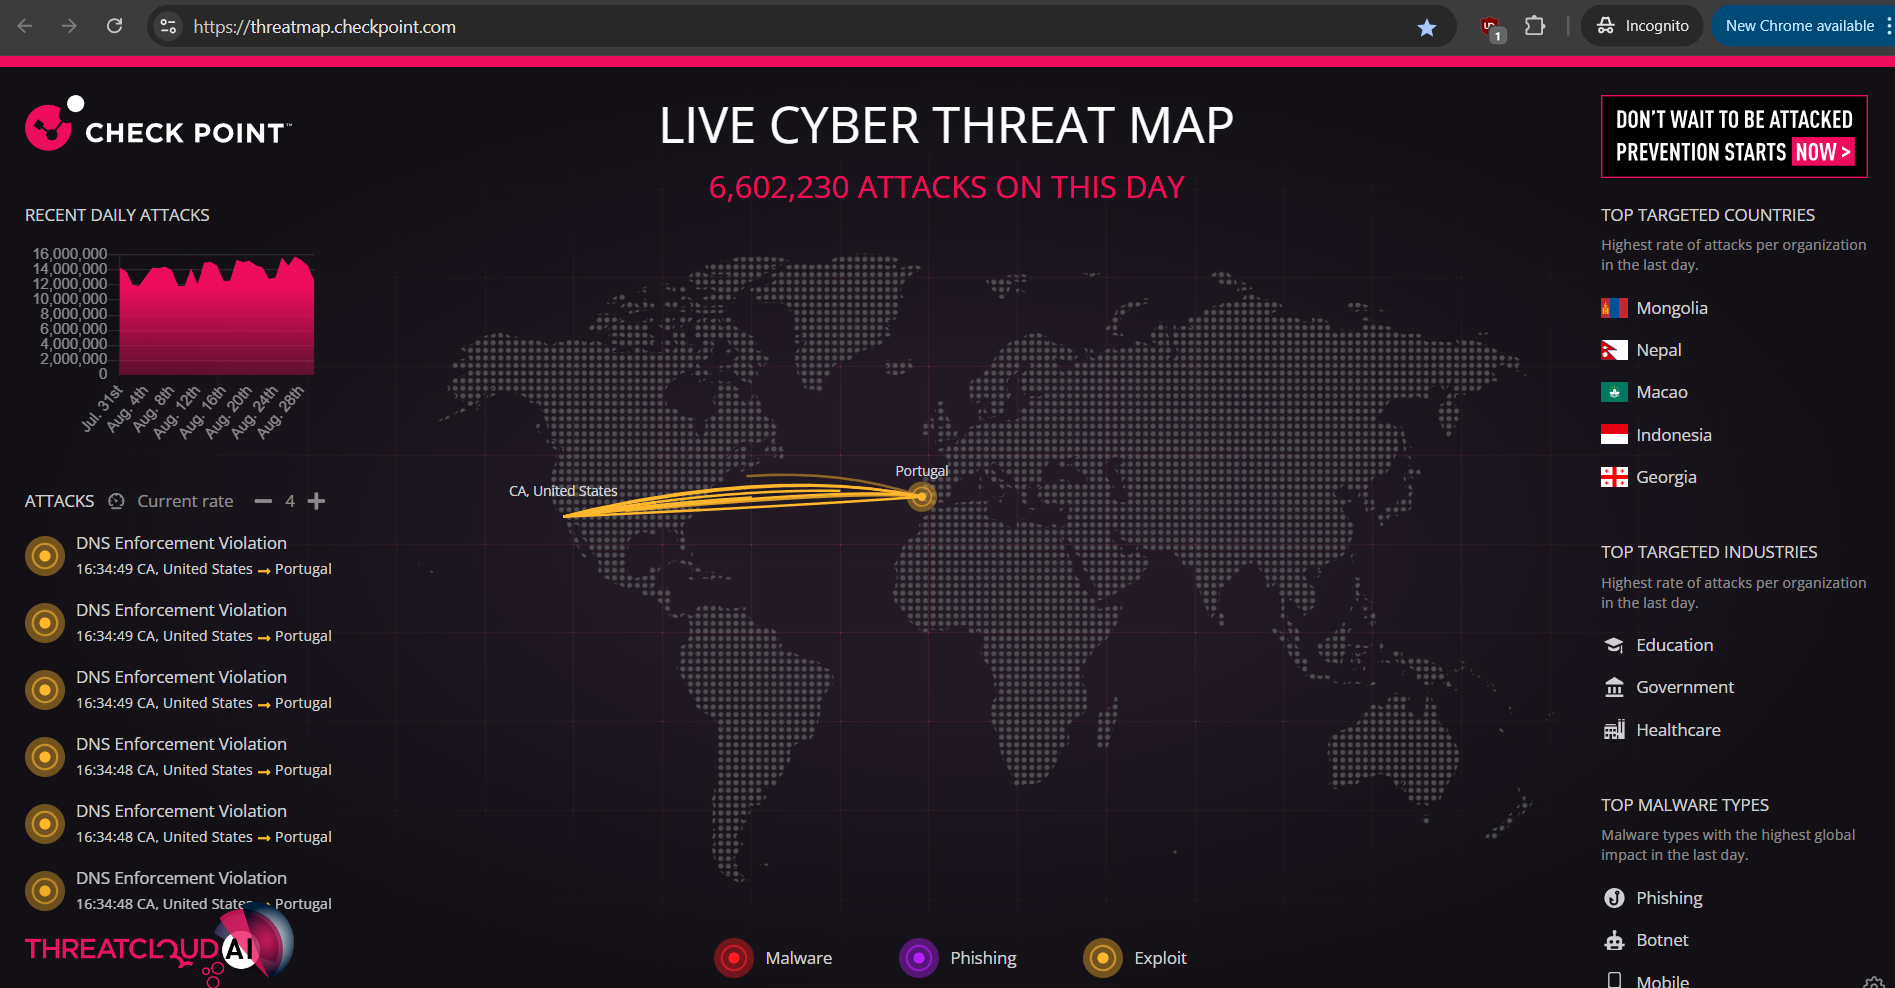 https://threatmap.checkpoint.com
1
Incognito
New Chrome available
CHECK POINT™
LIVE CYBER THREAT MAP
6,602,230 ATTACKS ON THIS DAY
DON'T WAIT TO BE ATTACKED
PREVENTION STARTS NOW >
RECENT DAILY ATTACKS
16,000,000
14,000,000
12,000,000
10,000,000
8,000,000
6,000,000
4,000,000
2,000,000
0
Jul. 31st
Aug. 4th
Aug. 8th
Aug. 12th
Aug. 16th
Aug. 20th
Aug. 24th
Aug. 28th
ATTACKS Current rate − 4 +
DNS Enforcement Violation
16:34:49 CA, United States → Portugal
DNS Enforcement Violation
16:34:49 CA, United States → Portugal
DNS Enforcement Violation
16:34:49 CA, United States → Portugal
DNS Enforcement Violation
16:34:48 CA, United States → Portugal
DNS Enforcement Violation
16:34:48 CA, United States → Portugal
DNS Enforcement Violation
16:34:48 CA, United States → Portugal
THREATCLOUD AI
Portugal
CA, United States
Malware
Phishing
Exploit
TOP TARGETED COUNTRIES
Highest rate of attacks per organization
in the last day.
Mongolia
Nepal
Macao
Indonesia
Georgia
TOP TARGETED INDUSTRIES
Highest rate of attacks per organization
in the last day.
Education
Government
Healthcare
TOP MALWARE TYPES
Malware types with the highest global
impact in the last day.
Phishing
Botnet
Mobile